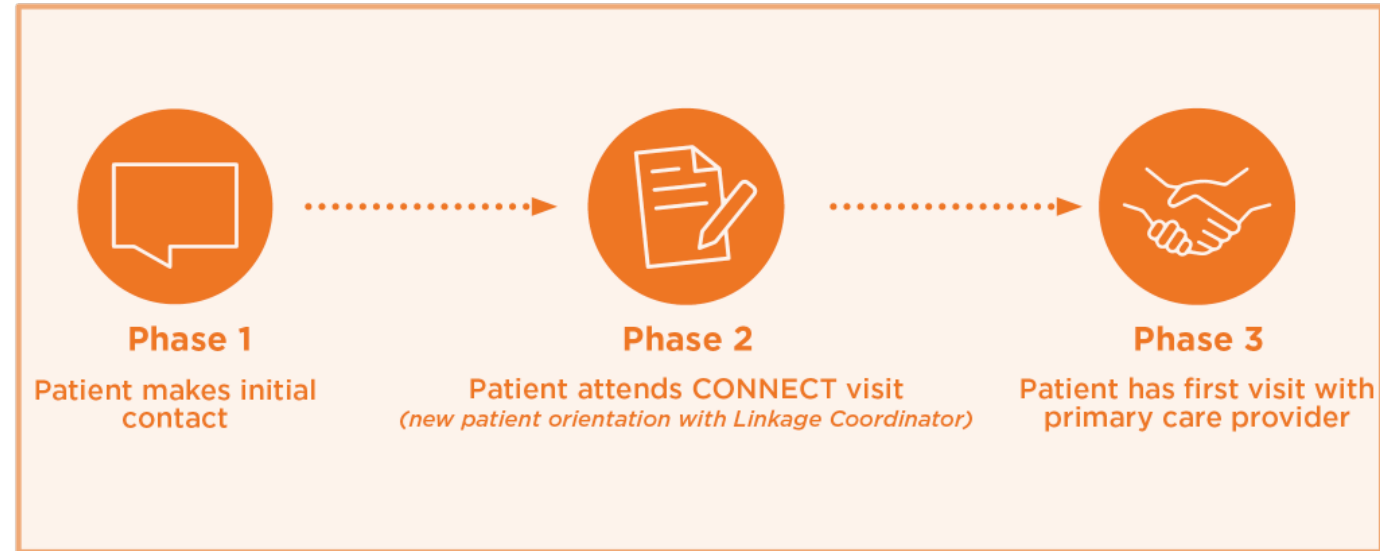 Phase 1
Patient makes initial
contact
Phase 2
Patient attends CONNECT visit
(new patient orientation with Linkage Coordinator)
Phase 3
Patient has first visit with
primary care provider